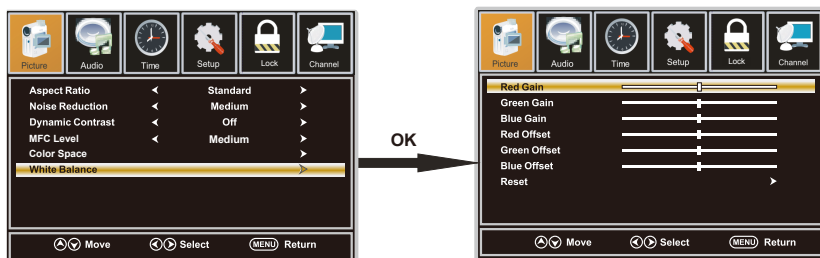 Picture Audio Time Setup Lock Channel
Aspect Ratio Standard
Noise Reduction Medium
Dynamic Contrast Off
MFC Level Medium
Color Space
White Balance
Move Select MENU Return
OK
Picture Audio Time Setup Lock Channel
Red Gain
Green Gain
Blue Gain
Red Offset
Green Offset
Blue Offset
Reset
Move Select MENU Return